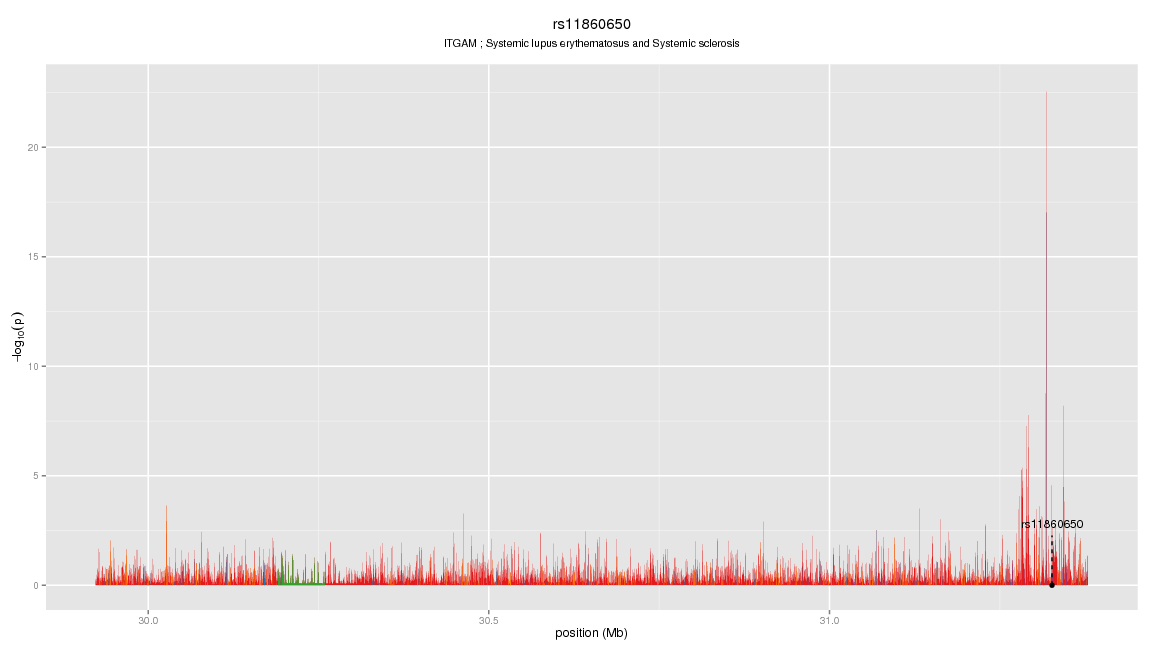 rs11860650
ITGAM ; Systemic lupus erythematosus and Systemic sclerosis
20
15
10
5
0
−log10(p)
rs11860650
30.0
30.5
31.0
position (Mb)